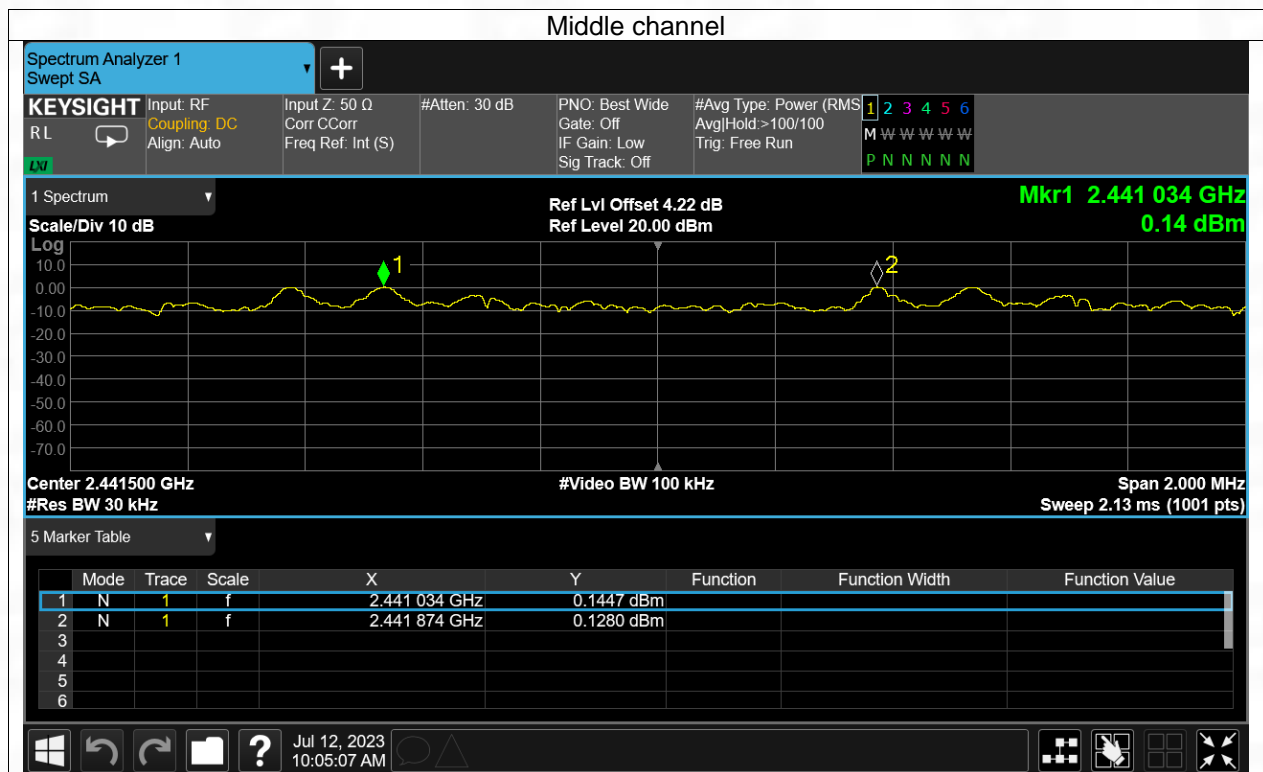 Middle channel
Spectrum Analyzer 1
Swept SA
KEYSIGHT
R L
LXI
Input: RF
Coupling: DC
Align: Auto
Input Z: 50 Ω
Corr CCorr
Freq Ref: Int (S)
#Atten: 30 dB
PNO: Best Wide
Gate: Off
IF Gain: Low
Sig Track: Off
#Avg Type: Power (RMS
Avg|Hold:>100/100
Trig: Free Run
1 2 3 4 5 6
M W W W W W
P N N N N N
1 Spectrum
Scale/Div 10 dB
Ref Lvl Offset 4.22 dB
Ref Level 20.00 dBm
Mkr1 2.441 034 GHz
0.14 dBm
Log
10.0
0.00
-10.0
-20.0
-30.0
-40.0
-50.0
-60.0
-70.0
1
2
Center 2.441500 GHz
#Video BW 100 kHz
Span 2.000 MHz
#Res BW 30 kHz
Sweep 2.13 ms (1001 pts)
5 Marker Table
Mode Trace Scale X Y Function Function Width Function Value
1 N 1 f 2.441 034 GHz 0.1447 dBm
2 N 1 f 2.441 874 GHz 0.1280 dBm
3
4
5
6
?
Jul 12, 2023
10:05:07 AM